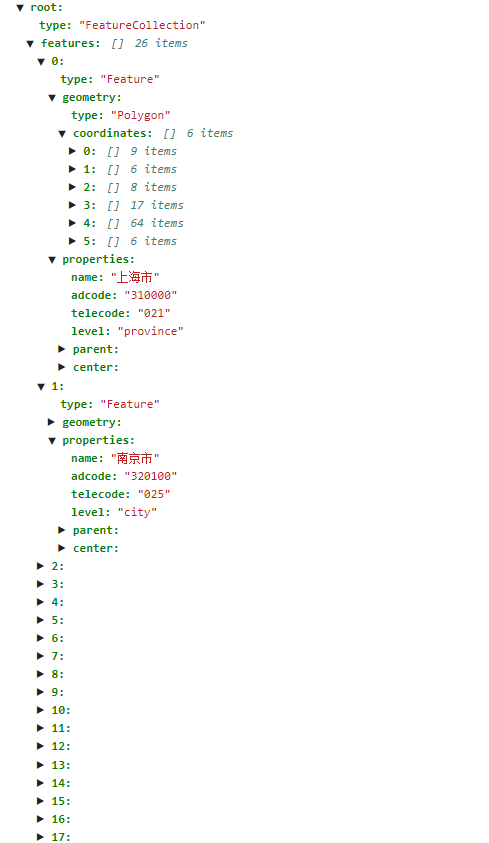 root:
type: "FeatureCollection"
features: [] 26 items
0:
type: "Feature"
geometry:
type: "Polygon"
coordinates: [] 6 items
0: [] 9 items
1: [] 6 items
2: [] 8 items
3: [] 17 items
4: [] 64 items
5: [] 6 items
properties:
name: "上海市"
adcode: "310000"
telecode: "021"
level: "province"
parent:
center:
1:
type: "Feature"
geometry:
properties:
name: "南京市"
adcode: "320100"
telecode: "025"
level: "city"
parent:
center:
2:
3:
4:
5:
6:
7:
8:
9:
10:
11:
12:
13:
14:
15:
16:
17: